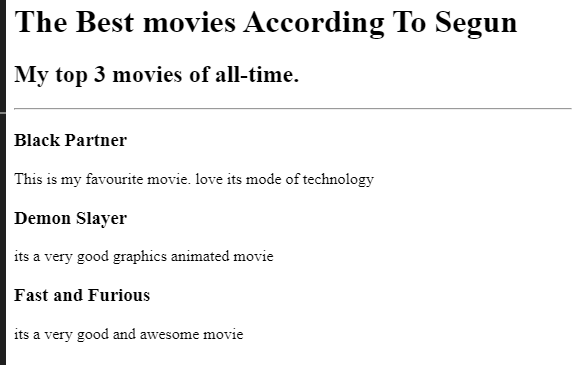 The Best movies According To Segun
My top 3 movies of all-time.
Black Partner
This is my favourite movie. love its mode of technology
Demon Slayer
its a very good graphics animated movie
Fast and Furious
its a very good and awesome movie